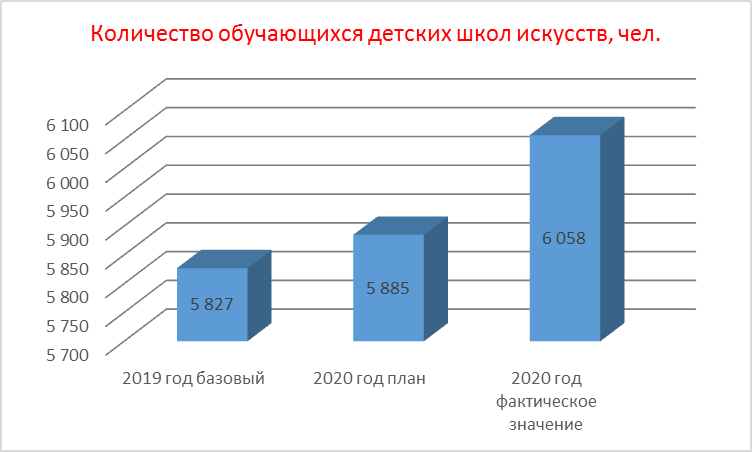 Количество обучающихся детских школ искусств, чел.
6 100
6 050
6 000
5 950
5 900
5 850
5 800
5 750
5 700
5 827
5 885
6 058
2019 год базовый
2020 год план
2020 год
фактическое
значение